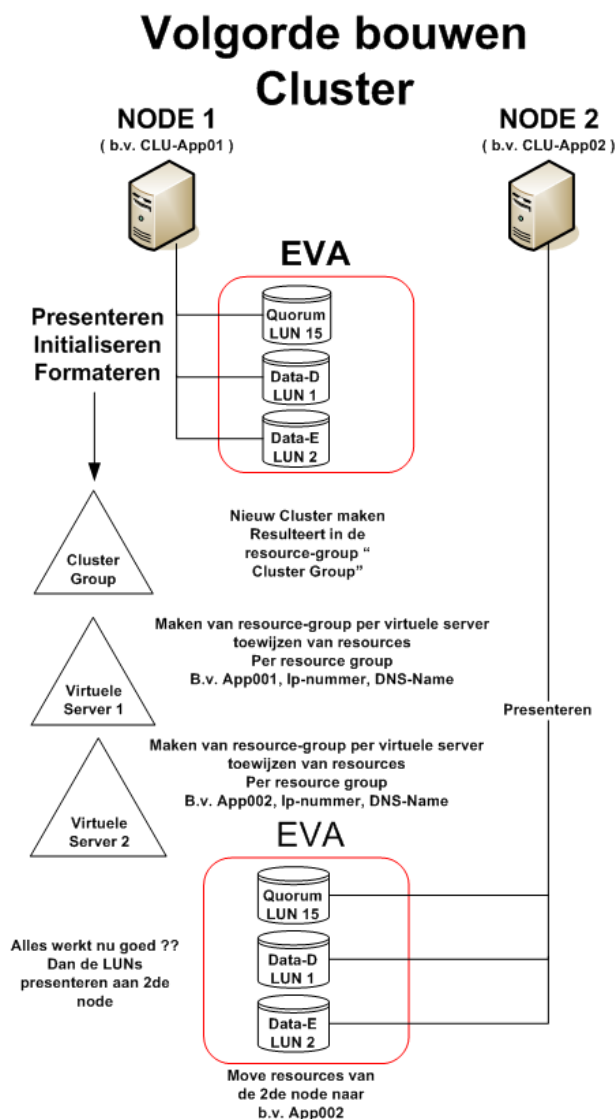 Volgorde bouwen
Cluster
NODE 1
( b.v. CLU-App01 )
NODE 2
( b.v. CLU-App02 )
EVA
Presenteren
Initialiseren
Formateren
Quorum
LUN 15
Data-D
LUN 1
Data-E
LUN 2
Cluster
Group
Nieuw Cluster maken
Resulteert in de
resource-group “
Cluster Group”
Virtuele
Server 1
Maken van resource-group per virtuele server
toewijzen van resources
Per resource group
B.v. App001, Ip-nummer, DNS-Name
Presenteren
Virtuele
Server 2
Maken van resource-group per virtuele server
toewijzen van resources
Per resource group
B.v. App002, Ip-nummer, DNS-Name
EVA
Quorum
LUN 15
Data-D
LUN 1
Data-E
LUN 2
Alles werkt nu goed ??
Dan de LUNs
presenteren aan 2de
node
Move resources van
de 2de node naar
b.v. App002